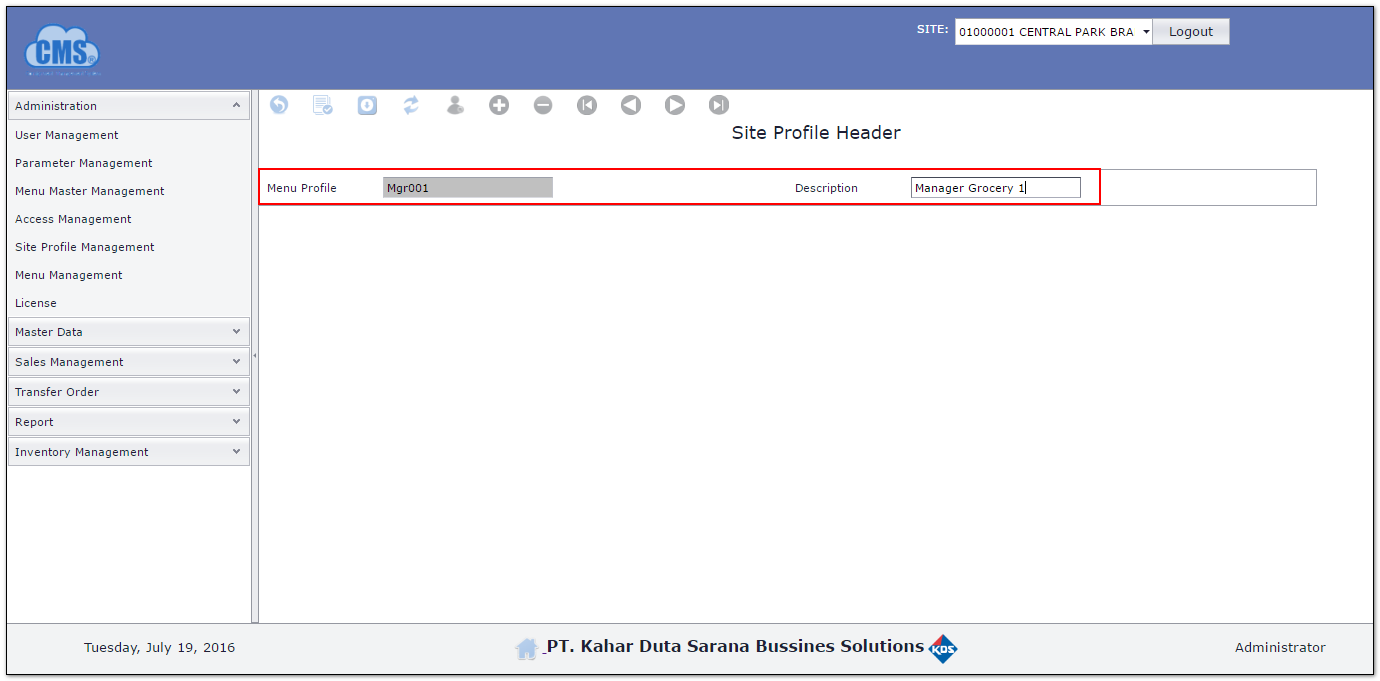 CMS
SITE: 01000001 CENTRAL PARK BRA Logout
Administration
User Management
Parameter Management
Menu Master Management
Access Management
Site Profile Management
Menu Management
License
Master Data
Sales Management
Transfer Order
Report
Inventory Management
Site Profile Header
Menu Profile Mgr001 Description Manager Grocery 1
Tuesday, July 19, 2016 PT. Kahar Duta Sarana Bussines Solutions KDS Administrator